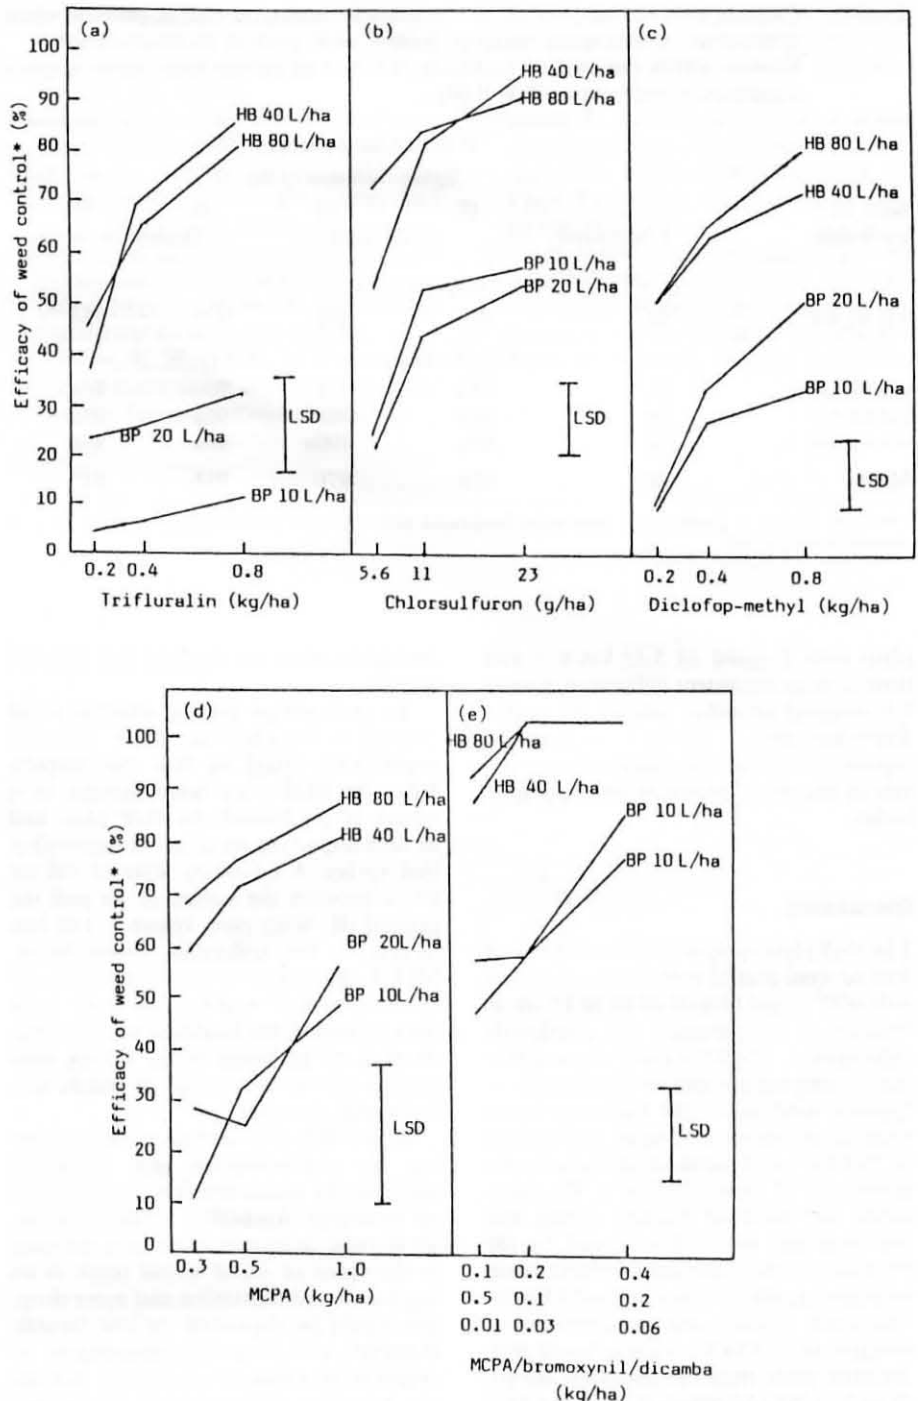 (a)
(b)
(c)
Efficacy of weed control* (%)
100
90
80
70
60
50
40
30
20
10
0
HB 40 L/ha
HB 80 L/ha
BP 20 L/ha
BP 10 L/ha
LSD
0.2 0.4 0.8
Trifluralin (kg/ha)
HB 40 L/ha
HB 80 L/ha
BP 10 L/ha
BP 20 L/ha
LSD
5.6 11 23
Chlorsulfuron (g/ha)
HB 80 L/ha
HB 40 L/ha
BP 20 L/ha
BP 10 L/ha
LSD
0.2 0.4 0.8
Diclofop-methyl (kg/ha)
(d)
(e)
Efficacy of weed control* (%)
100
90
80
70
60
50
40
30
20
10
0
HB 80 L/ha
HB 40 L/ha
BP 20L/ha
BP 10L/ha
LSD
0.3 0.5 1.0
MCPA (kg/ha)
HB 80 L/ha
HB 40 L/ha
BP 10 L/ha
BP 10 L/ha
LSD
0.1 0.2 0.4
0.5 0.1 0.2
0.01 0.03 0.06
MCPA/bromoxynil/dicamba
(kg/ha)